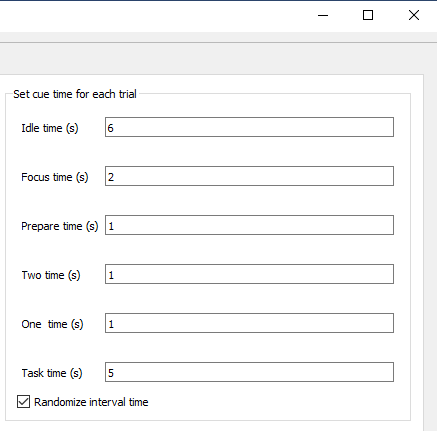 Set cue time for each trial
Idle time (s) 6
Focus time (s) 2
Prepare time (s) 1
Two time (s) 1
One  time (s) 1
Task time (s) 5
Randomize interval time